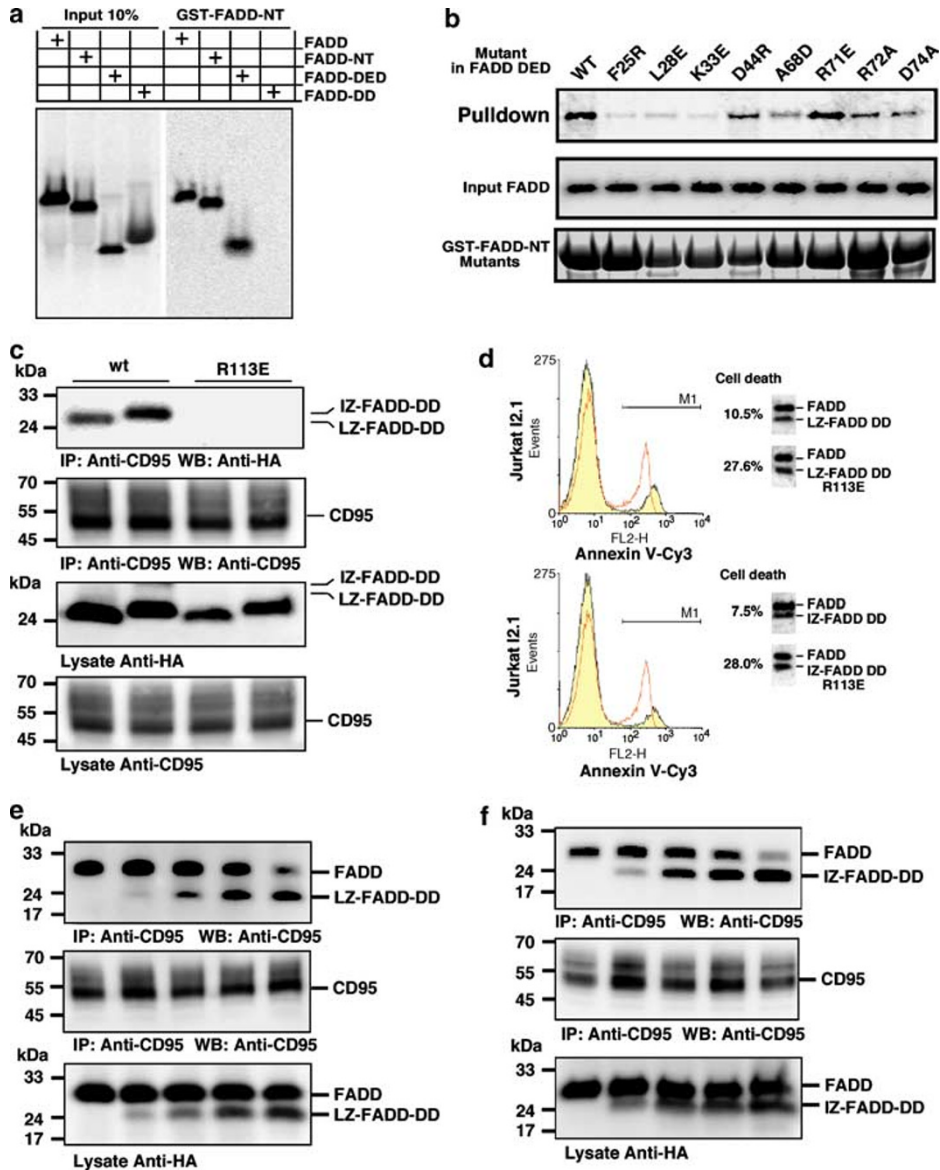 a
Input 10% GST-FADD-NT
+ + FADD
+ + FADD-NT
+ + FADD-DED
+ + FADD-DD
b
Mutant in FADD DED
WT F25R L28E K33E D44R A68D R71E R72A D74A
Pulldown
Input FADD
GST-FADD-NT Mutants
c
kDa wt R113E
33
24
IZ-FADD-DD
LZ-FADD-DD
IP: Anti-CD95 WB: Anti-HA
70
55
45
CD95
IP: Anti-CD95 WB: Anti-CD95
kDa
24
IZ-FADD-DD
LZ-FADD-DD
Lysate Anti-HA
70
55
45
CD95
Lysate Anti-CD95
d
Jurkat I2.1
Events
275
0
M1
100 101 102 103 104
FL2-H
Annexin V-Cy3
Cell death
10.5%
FADD
LZ-FADD DD
27.6%
FADD
LZ-FADD DD
R113E
Jurkat I2.1
Events
275
0
M1
100 101 102 103 104
FL2-H
Annexin V-Cy3
Cell death
7.5%
FADD
IZ-FADD DD
28.0%
FADD
IZ-FADD DD
R113E
e
kDa
33
24
17
FADD
LZ-FADD-DD
IP: Anti-CD95 WB: Anti-CD95
70
55
45
CD95
IP: Anti-CD95 WB: Anti-CD95
kDa
33
24
17
FADD
LZ-FADD-DD
Lysate Anti-HA
f
kDa
33
24
17
FADD
IZ-FADD-DD
IP: Anti-CD95 WB: Anti-CD95
70
55
45
CD95
IP: Anti-CD95 WB: Anti-CD95
kDa
33
24
17
FADD
IZ-FADD-DD
Lysate Anti-HA